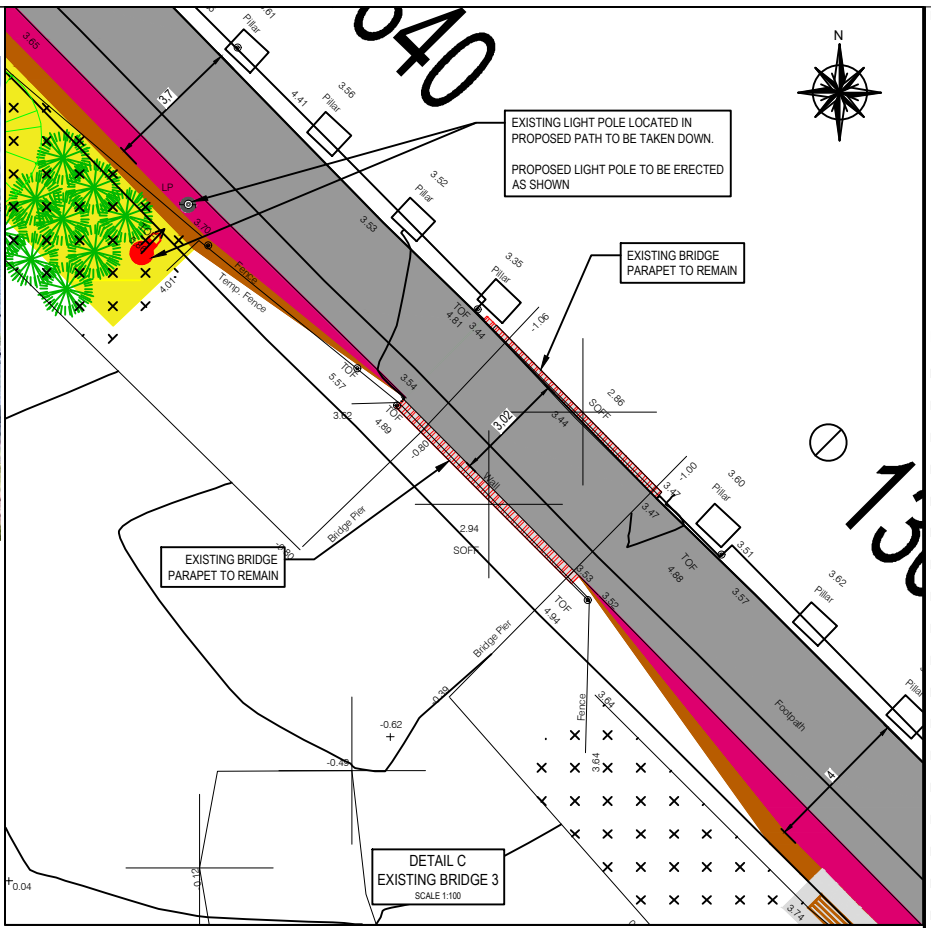 640
136
N
EXISTING LIGHT POLE LOCATED IN
PROPOSED PATH TO BE TAKEN DOWN.
PROPOSED LIGHT POLE TO BE ERECTED
AS SHOWN
EXISTING BRIDGE
PARAPET TO REMAIN
EXISTING BRIDGE
PARAPET TO REMAIN
DETAIL C
EXISTING BRIDGE 3
SCALE 1:100
3.65
3.7
Pillar
4.41
3.56
Pillar
3.52
Pillar
3.53
3.35
Pillar
LP
3.70
Fence
Temp. Fence
4.01
TOF
4.81
3.44
-1.06
2.86
SOFF
3.44
3.02
TOF
5.57
3.54
3.62
TOF
4.89
-0.80
Wall
2.94
SOFF
Bridge Pier
-0.80
-1.00
3.47
3.47
3.60
Pillar
3.51
TOF
4.88
3.57
3.62
Pillar
3.53
3.52
TOF
4.94
Bridge Pier
-0.39
-0.62
-0.49
0.12
0.04
Fence
3.64
3.64
Footpath
4
Pillar
3.74